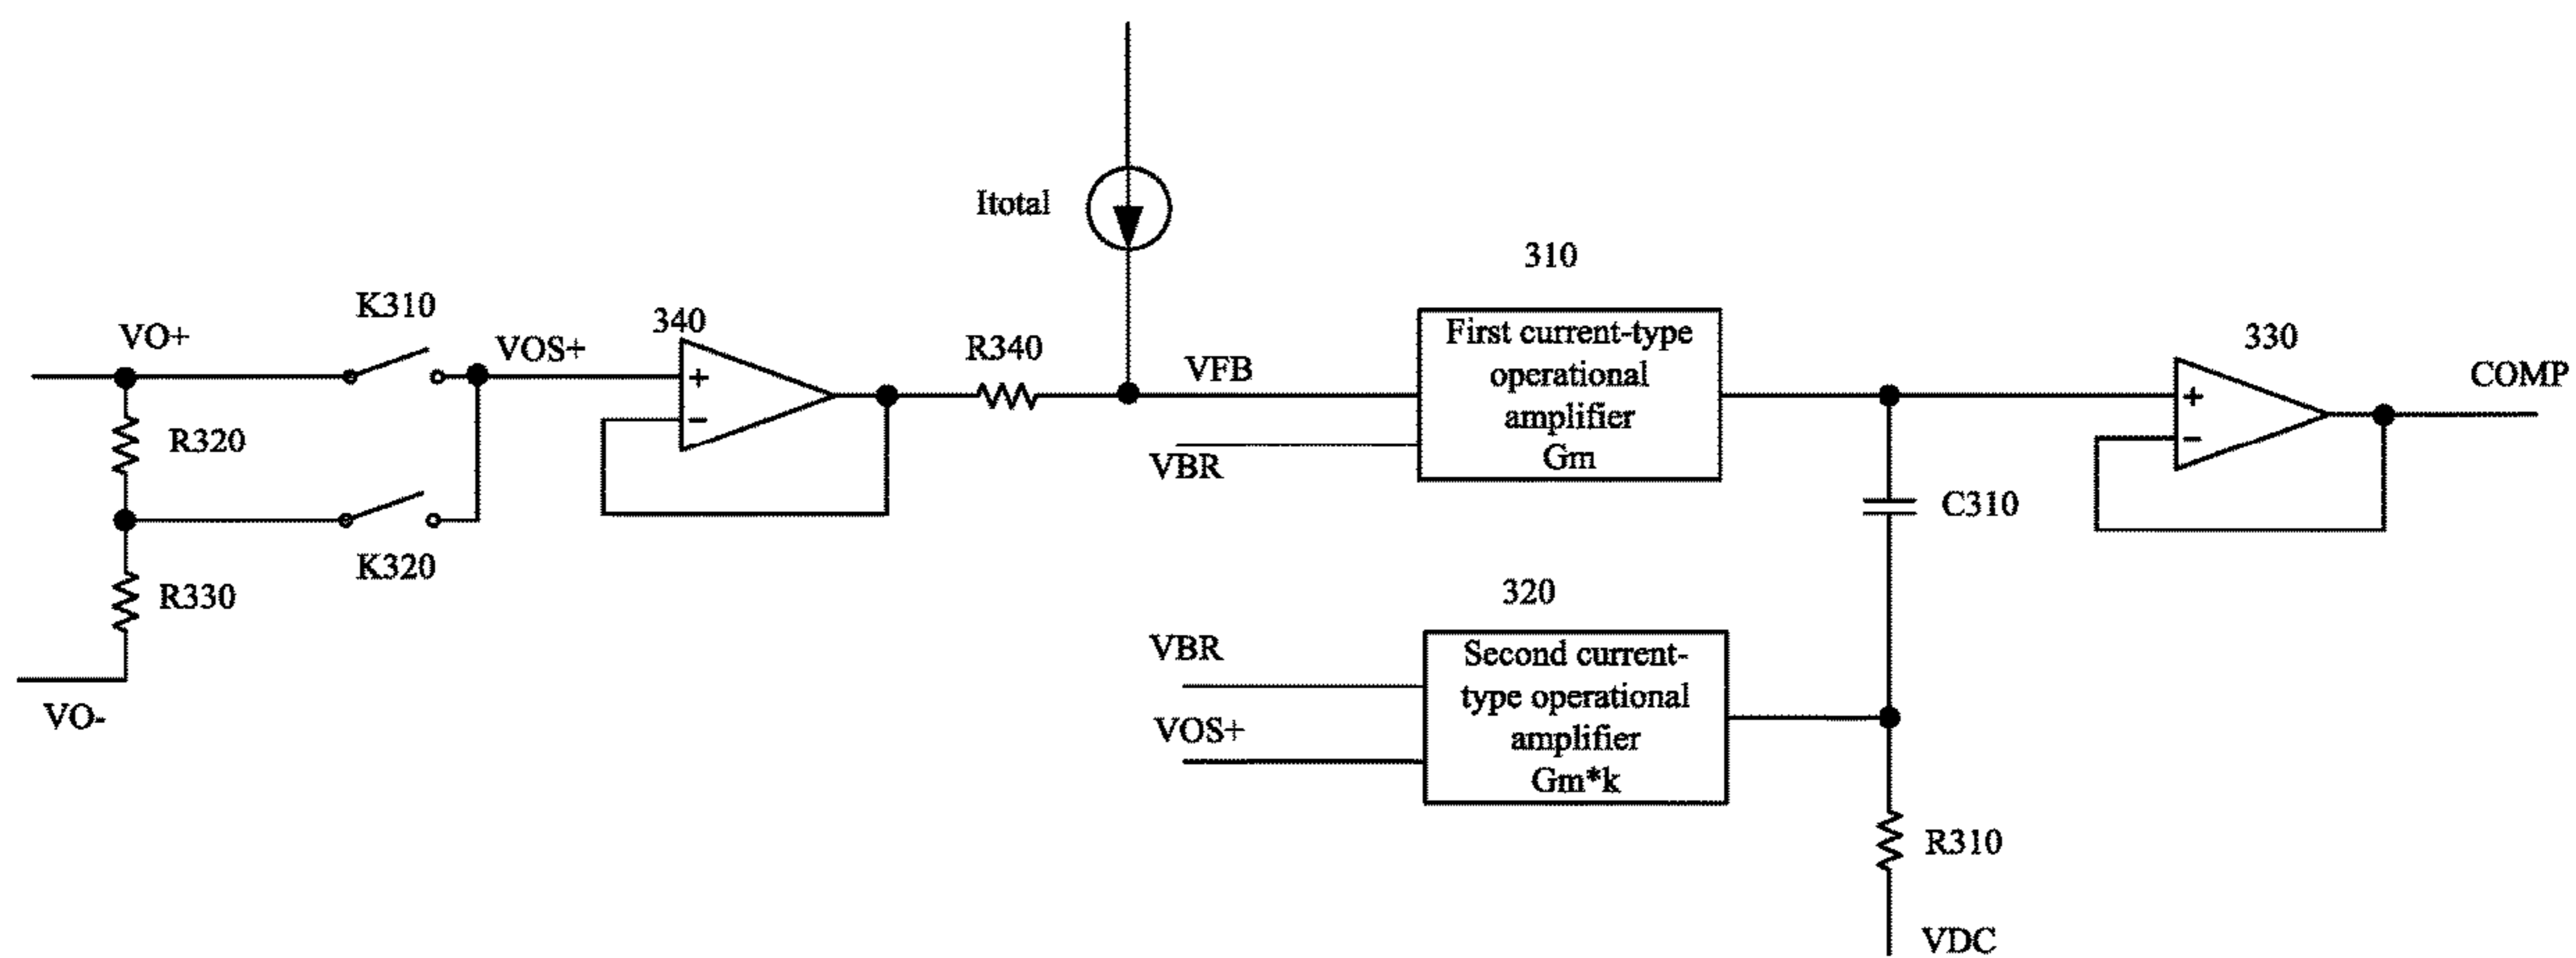 Itotal
310
K310
VO+
VOS+
340
R340
VFB
First current-type
operational
amplifier
Gm
330
COMP
+
-
+
-
R320
VBR
C310
K320
R330
320
VO-
VBR
VOS+
Second current-
type operational
amplifier
Gm*k
R310
VDC